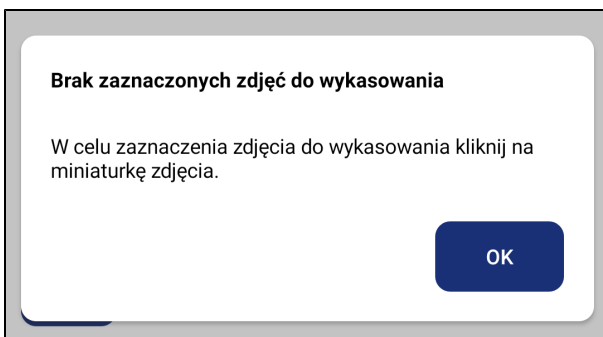 Brak zaznaczonych zdjęć do wykasowania
W celu zaznaczenia zdjęcia do wykasowania kliknij na
miniaturkę zdjęcia.
OK